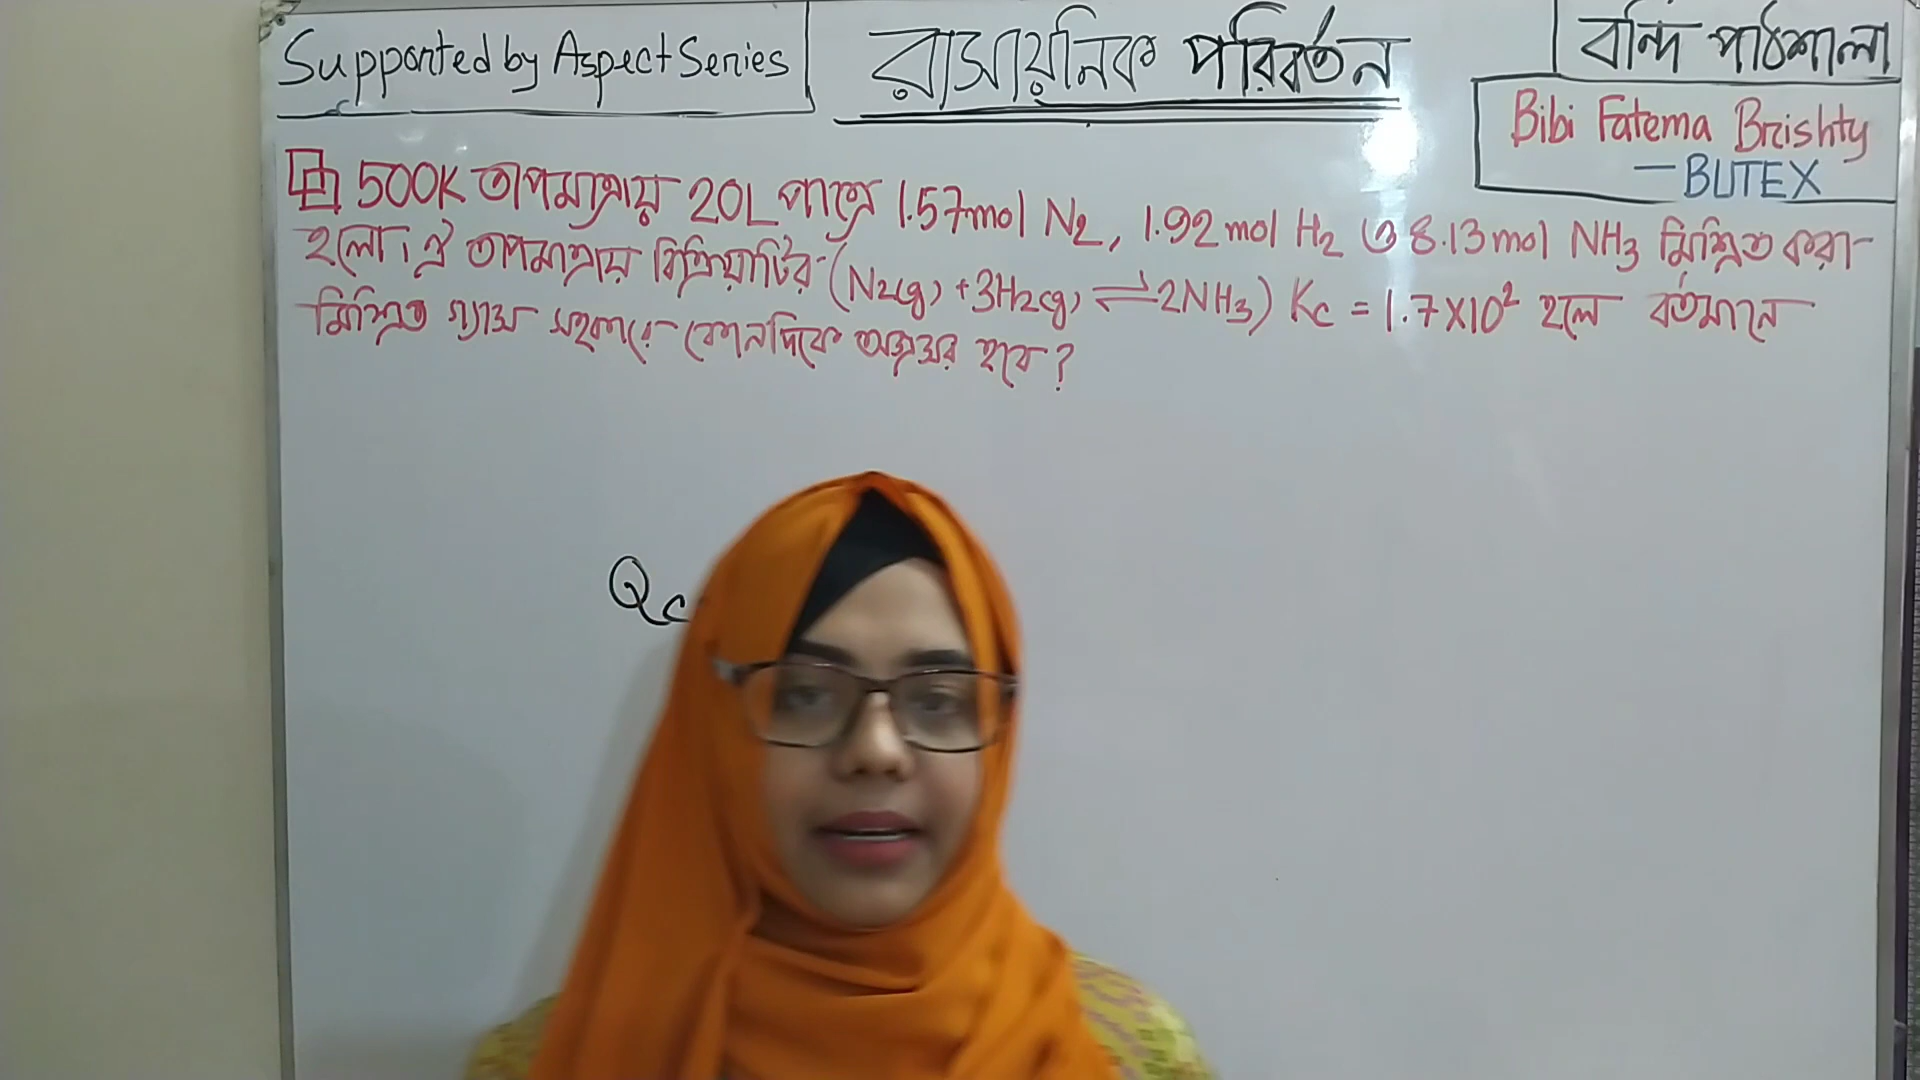 Supported by Aspect Series
রাসায়নিক পরিবর্তন
বন্দি পাঠশালা
Bibi Fatema Brishty
– BUTEX
500K তাপমাত্রায় 20L পাত্রে 1.57mol N₂, 1.92 mol H₂ ও 8.13 mol NH₃ মিশ্রিত করা
হলো। ঐ তাপমাত্রায় বিক্রিয়াটির (N₂(g) + 3H₂(g) ⇌ 2NH₃) Kc = 1.7×10² হলে বর্তমানে
মিশ্রিত গ্যাস সহকারে কোনদিকে অগ্রসর হবে?
Qc